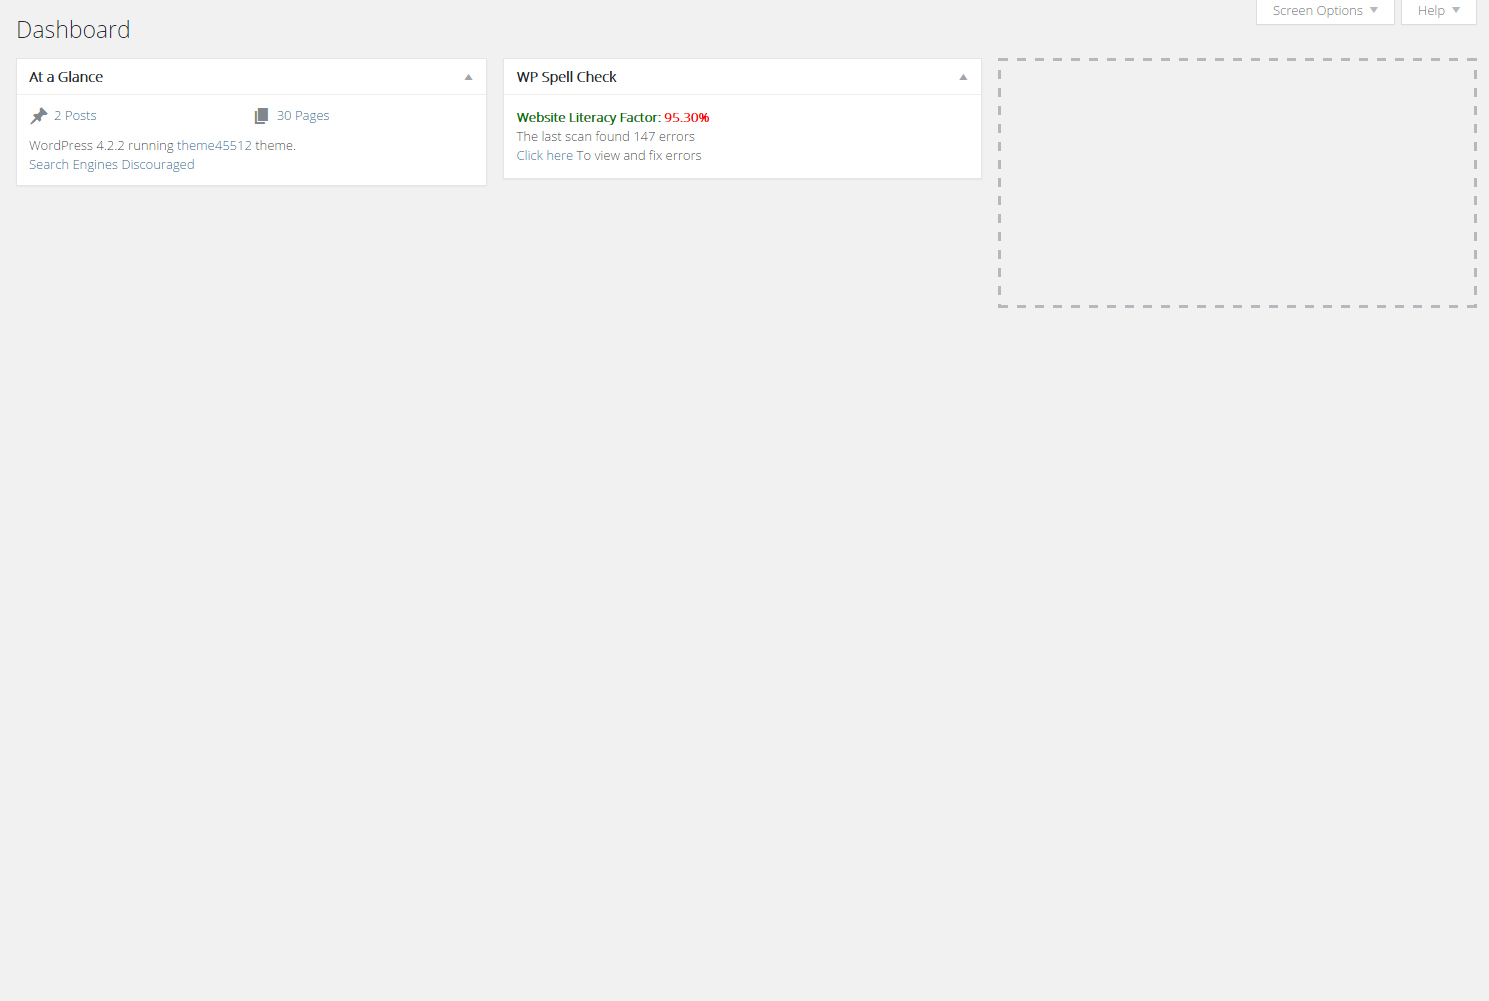 Screen Options
Help
Dashboard
At a Glance
2 Posts
30 Pages
WordPress 4.2.2 running theme45512 theme.
Search Engines Discouraged
WP Spell Check
Website Literacy Factor: 95.30%
The last scan found 147 errors
Click here To view and fix errors